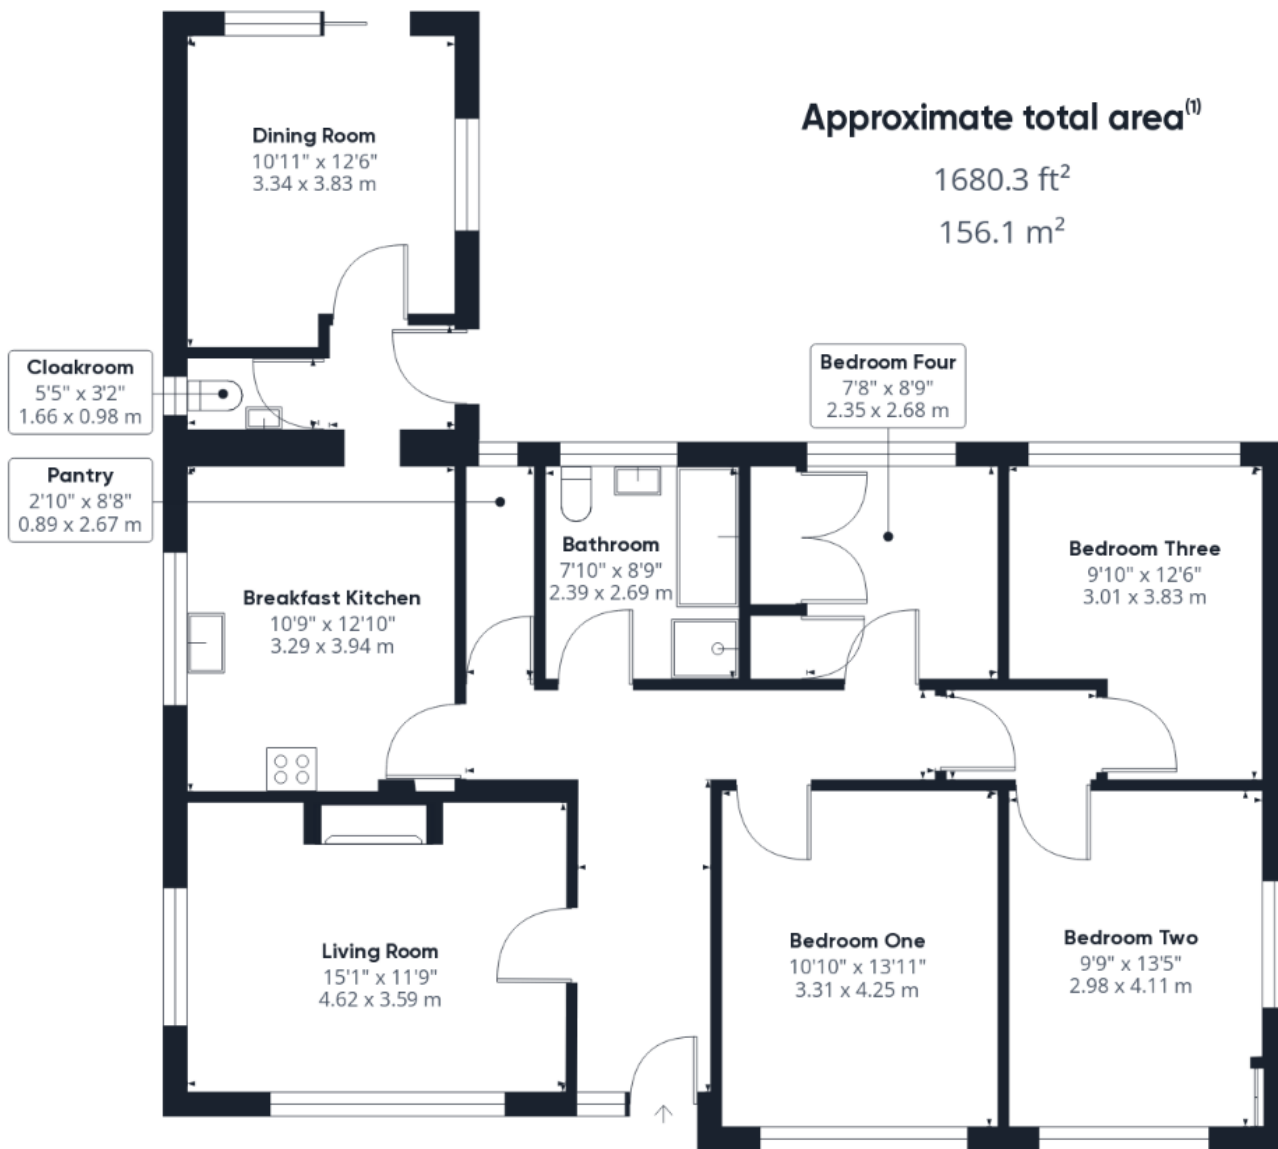 Approximate total area(1)
1680.3 ft²
156.1 m²
Dining Room
10'11" x 12'6"
3.34 x 3.83 m
Cloakroom
5'5" x 3'2"
1.66 x 0.98 m
Bedroom Four
7'8" x 8'9"
2.35 x 2.68 m
Pantry
2'10" x 8'8"
0.89 x 2.67 m
Bathroom
7'10" x 8'9"
2.39 x 2.69 m
Bedroom Three
9'10" x 12'6"
3.01 x 3.83 m
Breakfast Kitchen
10'9" x 12'10"
3.29 x 3.94 m
Living Room
15'1" x 11'9"
4.62 x 3.59 m
Bedroom One
10'10" x 13'11"
3.31 x 4.25 m
Bedroom Two
9'9" x 13'5"
2.98 x 4.11 m